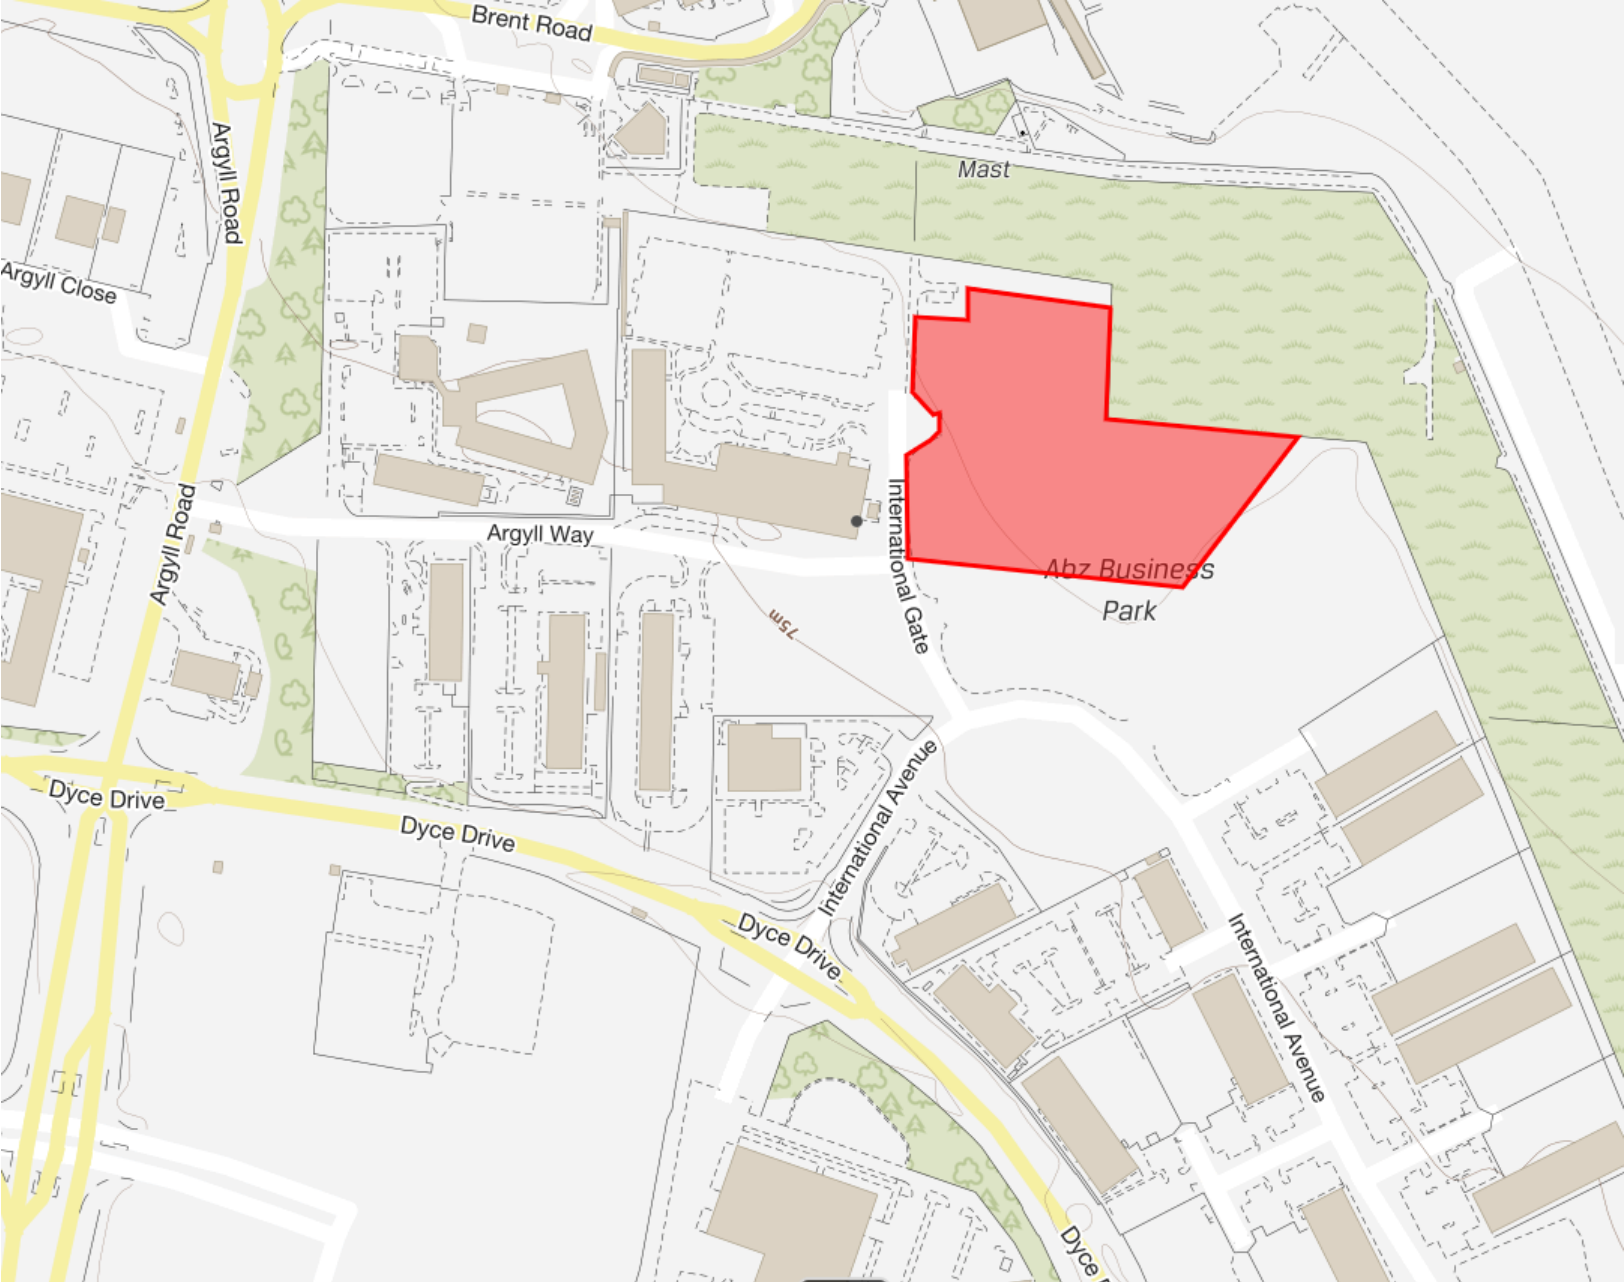 Brent Road
Argyll Road
Mast
Argyll Close
International Gate
Argyll Road
Argyll Way
Abz Business
Park
75m
International Avenue
Dyce Drive
Dyce Drive
Dyce Drive
International Avenue
Dyce